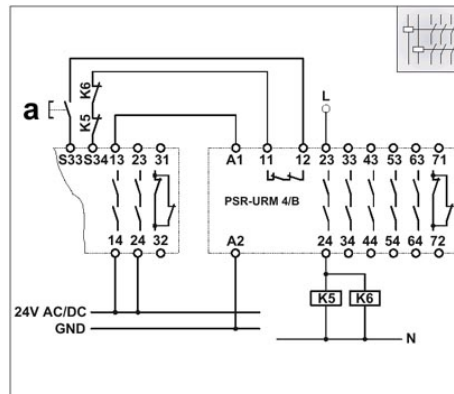 L
a
K6
K5
S33 S34 13 23 31
A1 11 12 23 33 43 53 63 71
PSR-URM 4/B
14 24 32
A2 24 34 44 54 64 72
24V AC/DC
GND
K5 K6
N